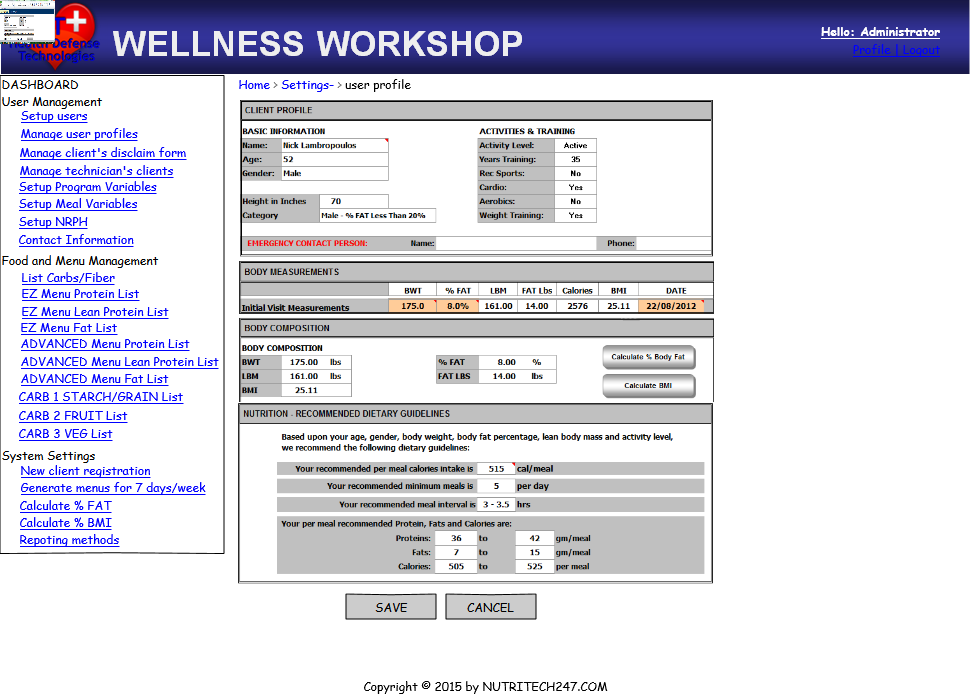 Health Defense
Technologies
WELLNESS WORKSHOP
Hello: Administrator
Profile | Logout
DASHBOARD
User Management
Setup users
Manage user profiles
Manage client's disclaim form
Manage technician's clients
Setup Program Variables
Setup Meal Variables
Setup NRPH
Contact Information
Food and Menu Management
List Carbs/Fiber
EZ Menu Protein List
EZ Menu Lean Protein List
EZ Menu Fat List
ADVANCED Menu Protein List
ADVANCED Menu Lean Protein List
ADVANCED Menu Fat List
CARB 1 STARCH/GRAIN List
CARB 2 FRUIT List
CARB 3 VEG List
System Settings
New client registration
Generate menus for 7 days/week
Calculate % FAT
Calculate % BMI
Repoting methods
Home > Settings- > user profile
CLIENT PROFILE
BASIC INFORMATION
Name: Nick Lambropoulos
Age: 52
Gender: Male
Height in Inches 70
Category Male - % FAT Less Than 20%
ACTIVITIES & TRAINING
Activity Level: Active
Years Training: 35
Rec Sports: No
Cardio: Yes
Aerobics: No
Weight Training: Yes
EMERGENCY CONTACT PERSON: Name: Phone:
BODY MEASUREMENTS
BWT % FAT LBM FAT Lbs Calories BMI DATE
Initial Visit Measurements 175.0 8.0% 161.00 14.00 2576 25.11 22/08/2012
BODY COMPOSITION
BODY COMPOSITION
BWT 175.00 lbs
LBM 161.00 lbs
BMI 25.11
% FAT 8.00 %
FAT LBS 14.00 lbs
Calculate % Body Fat
Calculate BMI
NUTRITION - RECOMMENDED DIETARY GUIDELINES
Based upon your age, gender, body weight, body fat percentage, lean body mass and activity level,
we recommend the following dietary guidelines:
Your recommended per meal calories intake is 515 cal/meal
Your recommended minimum meals is 5 per day
Your recommended meal interval is 3 - 3.5 hrs
Your per meal recommended Protein, Fats and Calories are:
Proteins: 36 to 42 gm/meal
Fats: 7 to 15 gm/meal
Calories: 505 to 525 per meal
SAVE CANCEL
Copyright © 2015 by NUTRITECH247.COM